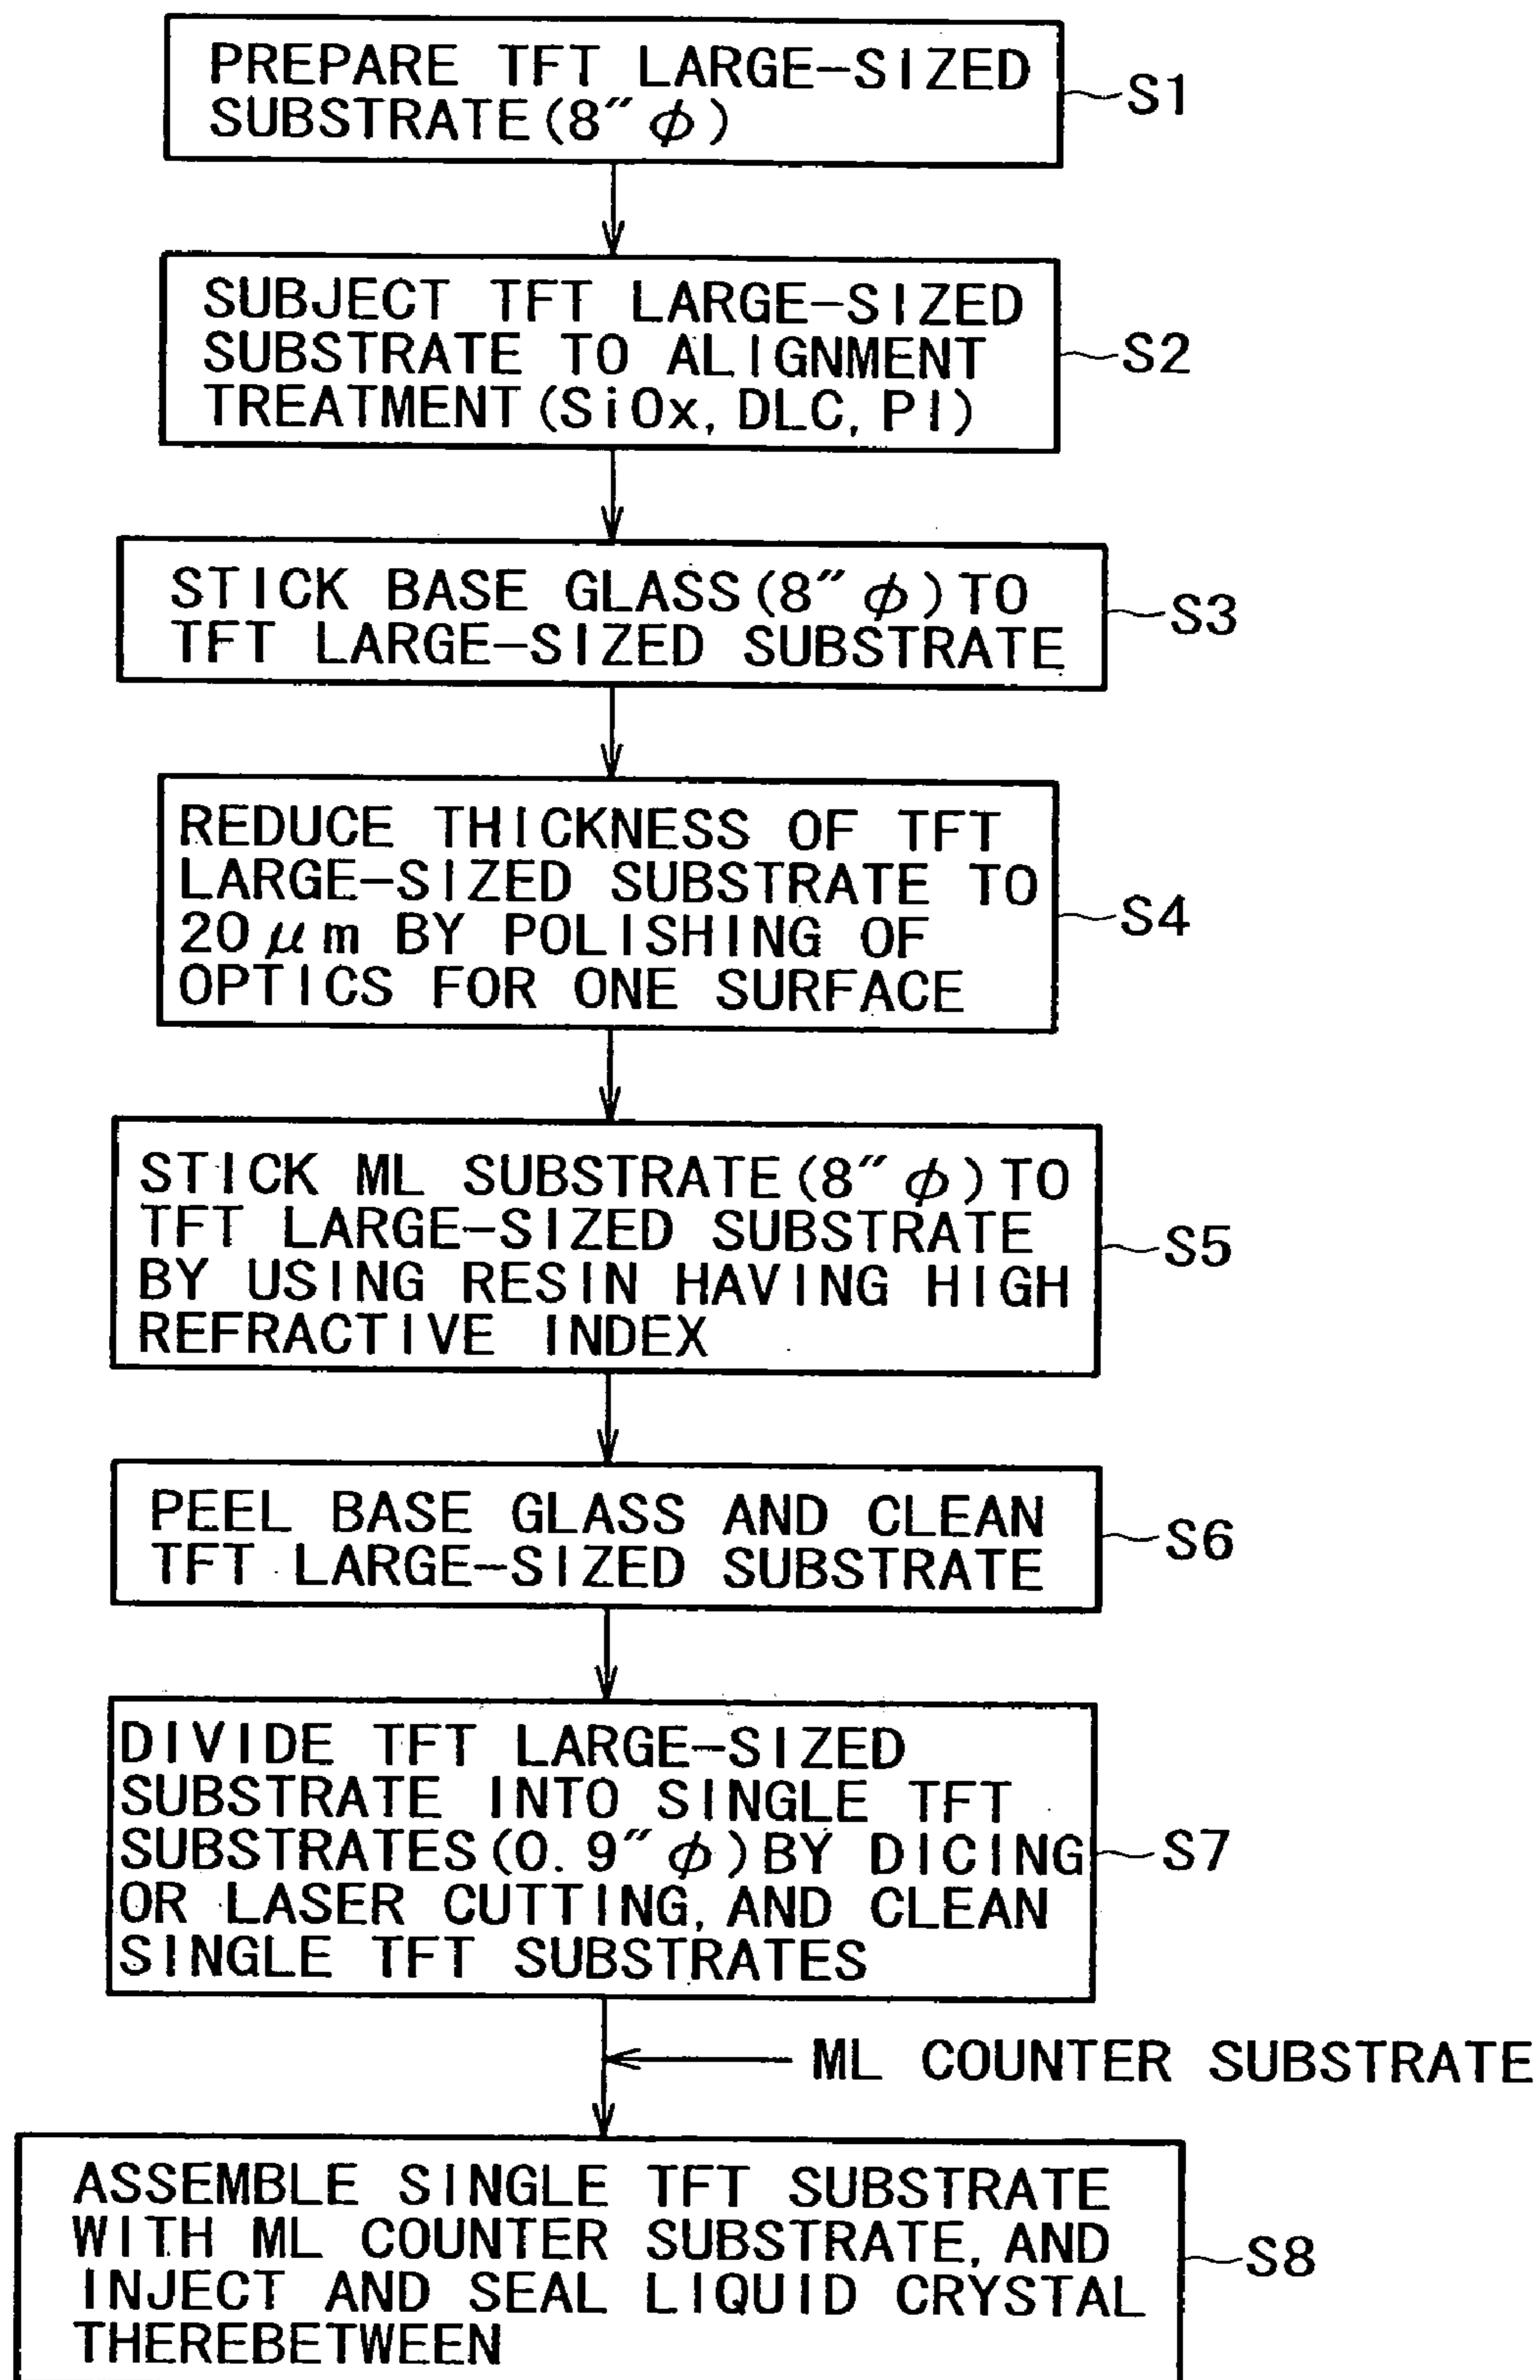 PREPARE TFT LARGE-SIZED
SUBSTRATE(8″φ)
S1
SUBJECT TFT LARGE-SIZED
SUBSTRATE TO ALIGNMENT
TREATMENT(SiOx, DLC, PI)
S2
STICK BASE GLASS(8″φ)TO
TFT LARGE-SIZED SUBSTRATE
S3
REDUCE THICKNESS OF TFT
LARGE-SIZED SUBSTRATE TO
20μm BY POLISHING OF
OPTICS FOR ONE SURFACE
S4
STICK ML SUBSTRATE(8″φ)TO
TFT LARGE-SIZED SUBSTRATE
BY USING RESIN HAVING HIGH
REFRACTIVE INDEX
S5
PEEL BASE GLASS AND CLEAN
TFT LARGE-SIZED SUBSTRATE
S6
DIVIDE TFT LARGE-SIZED
SUBSTRATE INTO SINGLE TFT
SUBSTRATES(0.9″φ)BY DICING
OR LASER CUTTING, AND CLEAN
SINGLE TFT SUBSTRATES
S7
ML COUNTER SUBSTRATE
ASSEMBLE SINGLE TFT SUBSTRATE
WITH ML COUNTER SUBSTRATE, AND
INJECT AND SEAL LIQUID CRYSTAL
THEREBETWEEN
S8